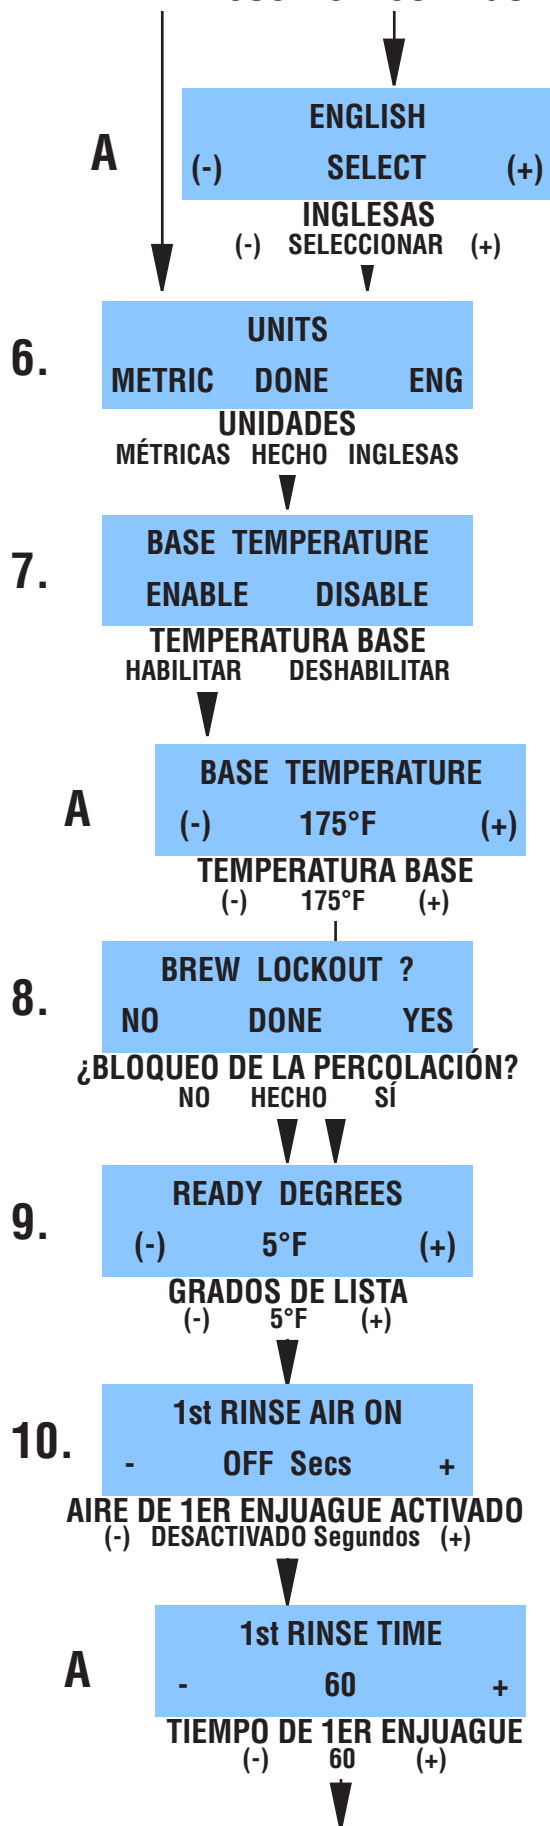 A
ENGLISH
(-) SELECT (+)
INGLESAS
(-) SELECCIONAR (+)
6.
UNITS
METRIC DONE ENG
UNIDADES
MÉTRICAS HECHO INGLESAS
7.
BASE TEMPERATURE
ENABLE DISABLE
TEMPERATURA BASE
HABILITAR DESHABILITAR
A
BASE TEMPERATURE
(-) 175°F (+)
TEMPERATURA BASE
(-) 175°F (+)
8.
BREW LOCKOUT ?
NO DONE YES
¿BLOQUEO DE LA PERCOLACIÓN?
NO HECHO SÍ
9.
READY DEGREES
(-) 5°F (+)
GRADOS DE LISTA
(-) 5°F (+)
10.
1st RINSE AIR ON
- OFF Secs +
AIRE DE 1ER ENJUAGUE ACTIVADO
(-) DESACTIVADO Segundos (+)
A
1st RINSE TIME
- 60 +
TIEMPO DE 1ER ENJUAGUE
(-) 60 (+)